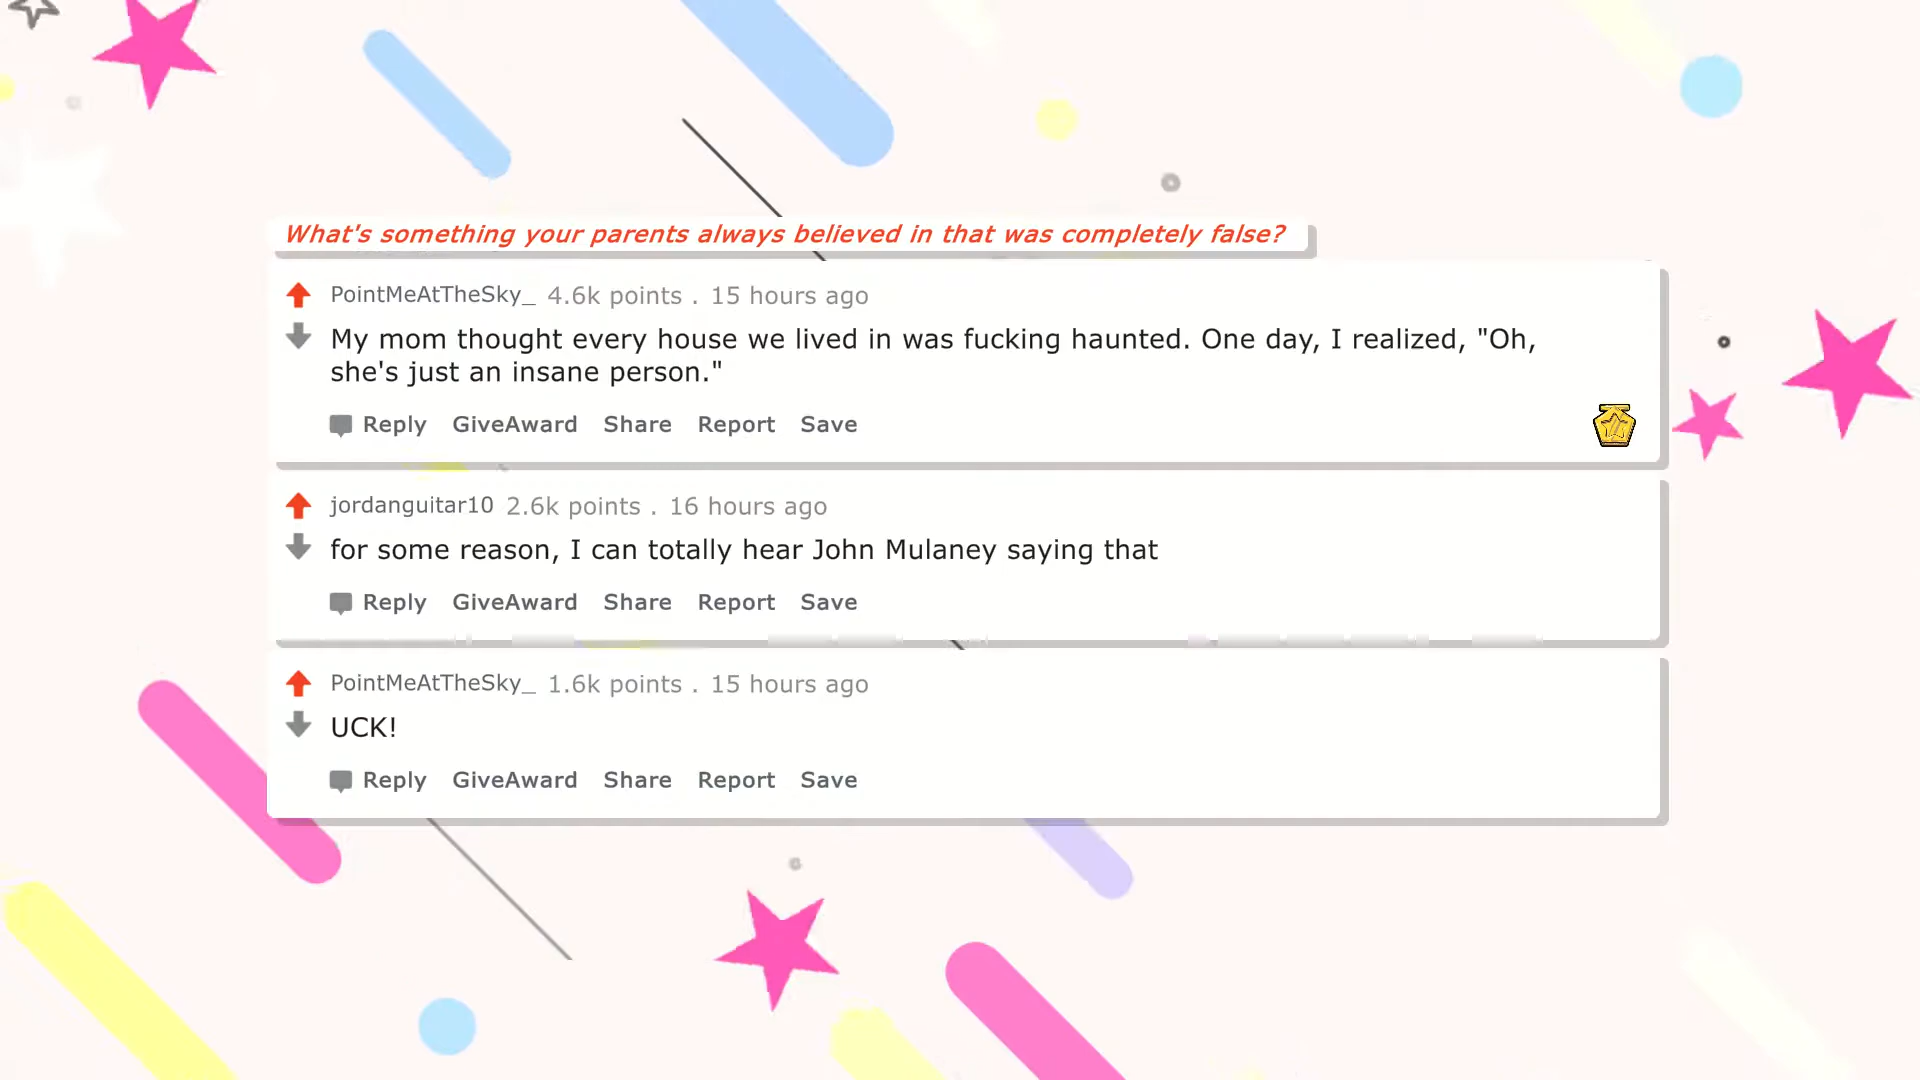 What's something your parents always believed in that was completely false?
PointMeAtTheSky_ 4.6k points . 15 hours ago
My mom thought every house we lived in was fucking haunted. One day, I realized, "Oh,
she's just an insane person."
Reply GiveAward Share Report Save
jordanguitar10 2.6k points . 16 hours ago
for some reason, I can totally hear John Mulaney saying that
Reply GiveAward Share Report Save
PointMeAtTheSky_ 1.6k points . 15 hours ago
UCK!
Reply GiveAward Share Report Save